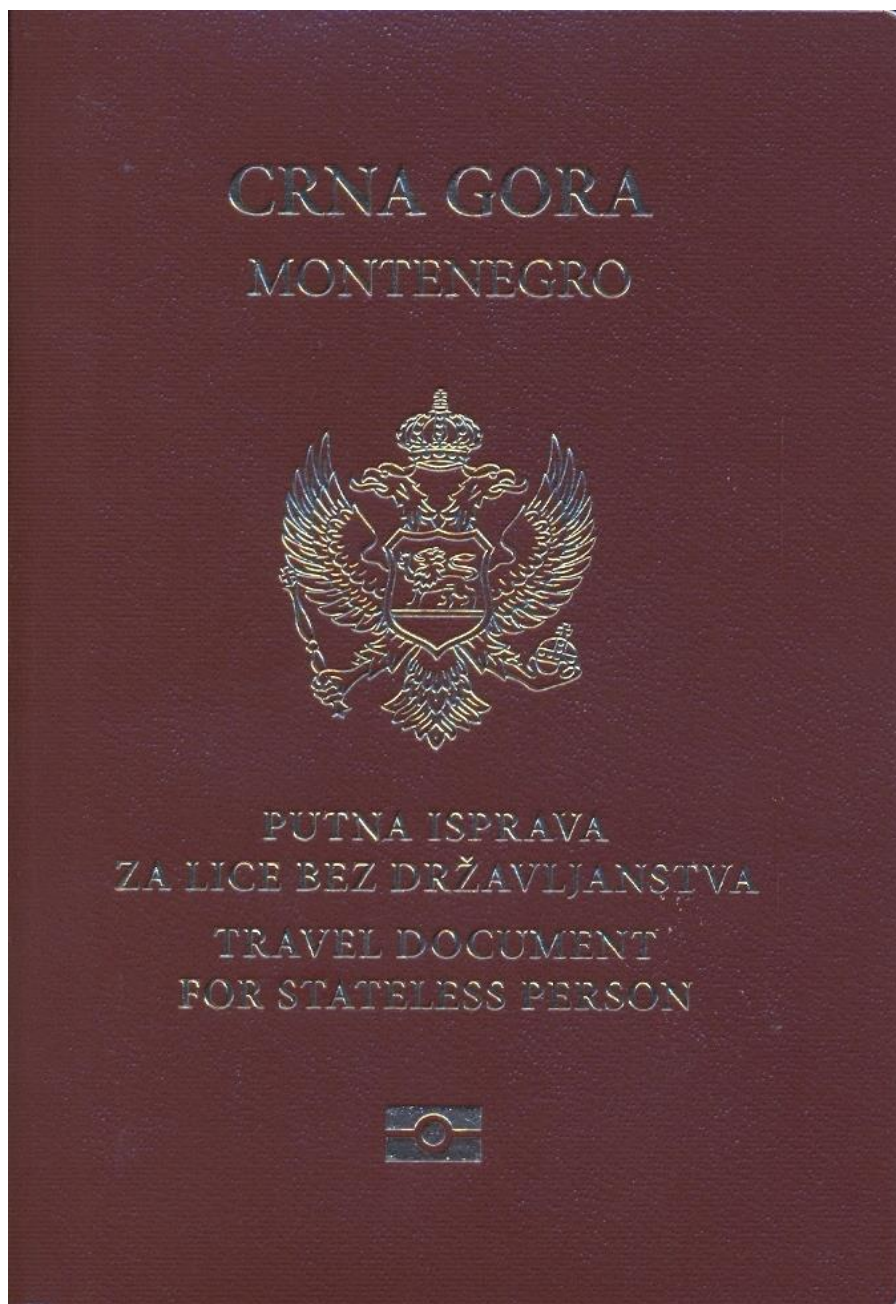 CRNA GORA
MONTENEGRO
PUTNA ISPRAVA
ZA LICE BEZ DRŽAVLJANSTVA
TRAVEL DOCUMENT
FOR STATELESS PERSON